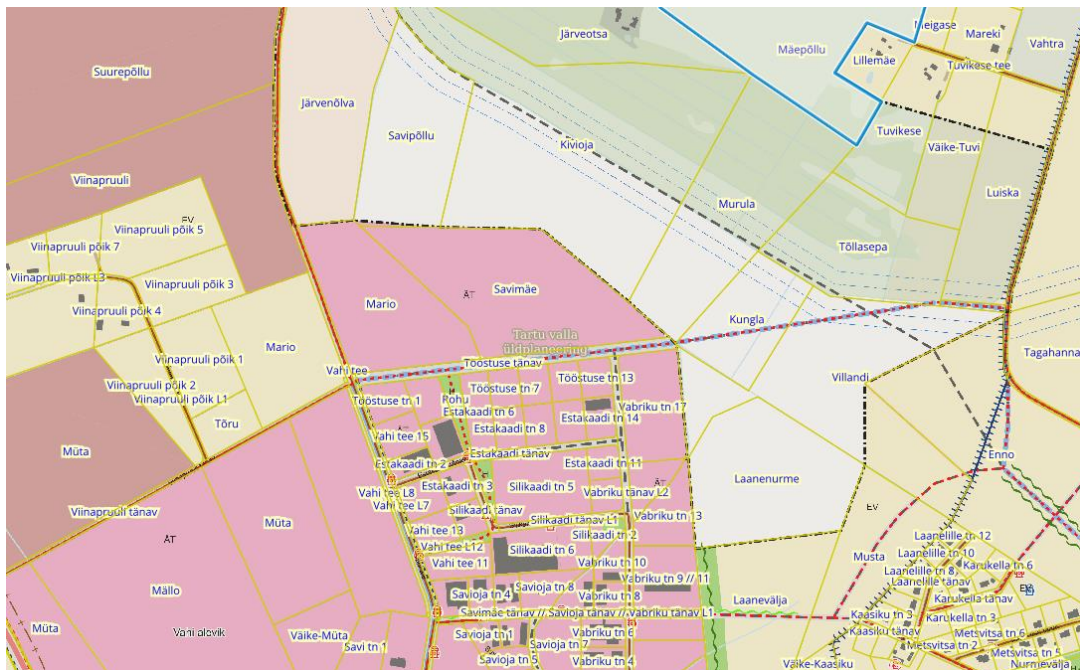 Järveotsa
Meigase
Mareki
Vahtra
Mäepõllu
Lillemäe
Tuvikese tee
Suurepõllu
Järvenõlva
Savipõllu
Kivioja
Tuvikese
Väike-Tuvi
Luiska
Viinapruuli
Murula
EV
Viinapruuli põik 5
Viinapruuli põik 7
Tõllasepa
Viinapruuli põik L3
Viinapruuli põik 3
Savimäe
ÄT
Mario
Viinapruuli põik 4
Kungla
Tartu valla
üldplaneering
Mario
Tagahanna
Viinapruuli põik 1
Vahi tee
Tööstuse tänav
Viinapruuli põik 2
Tööstuse tn 13
Villandi
Tööstuse tn 7
Viinapruuli põik L1
Tööstuse tn 1
Pohu
Estakaadi tn 6
Vabriku tn 17
Tõru
Estakaadi tn 14
Estakaadi tn 8
ÄT
Vahi tee 15
Müta
Estakaadi tänav
Enno
Estakaadi tn 2
Estakaadi tn 11
Estakaadi tn 3
Silikaadi tn 5
Laanenurme
ÄT
Vahi tee L8
Vabriku tänav L2
Vahi tee L7
EV
Viinapruuli tänav
Silikaadi tänav
Vabriku tn 13
Müta
Silikaadi tänav L1
Vahi tee 13
Silikaadi tn 2
Laanelille tn 12
ÄT
Vahi tee L12
Silikaadi tn 6
Laanelille tn 10
Musta
Vahi tee 11
Vabriku tn 10
Karukella tn 6
Laanelille tn 8
Vabriku tn 9 // 11
Laanelille tänav
Mällo
Savioja tn 8
EV
Savioja tn 4
Vabriku tn 8
Karukella tänav
Laanevälja
Savimäe tänav // Savioja tänav // Vabriku tänav L1
Kaasiku tn 3
Karukella tn 3
Müta
Vahi alevik
Väike-Müta
Savioja tn 1
Vabriku tn 6
Kaasiku tänav
Metsvitsa tn 6
Savi tn 1
Savioja tn 7
Metsvitsa tn 2
Metsvitsa tn 5
Savioja tn 5
Vabriku tn 4
Väike-Kaasiku
Nurmevälja